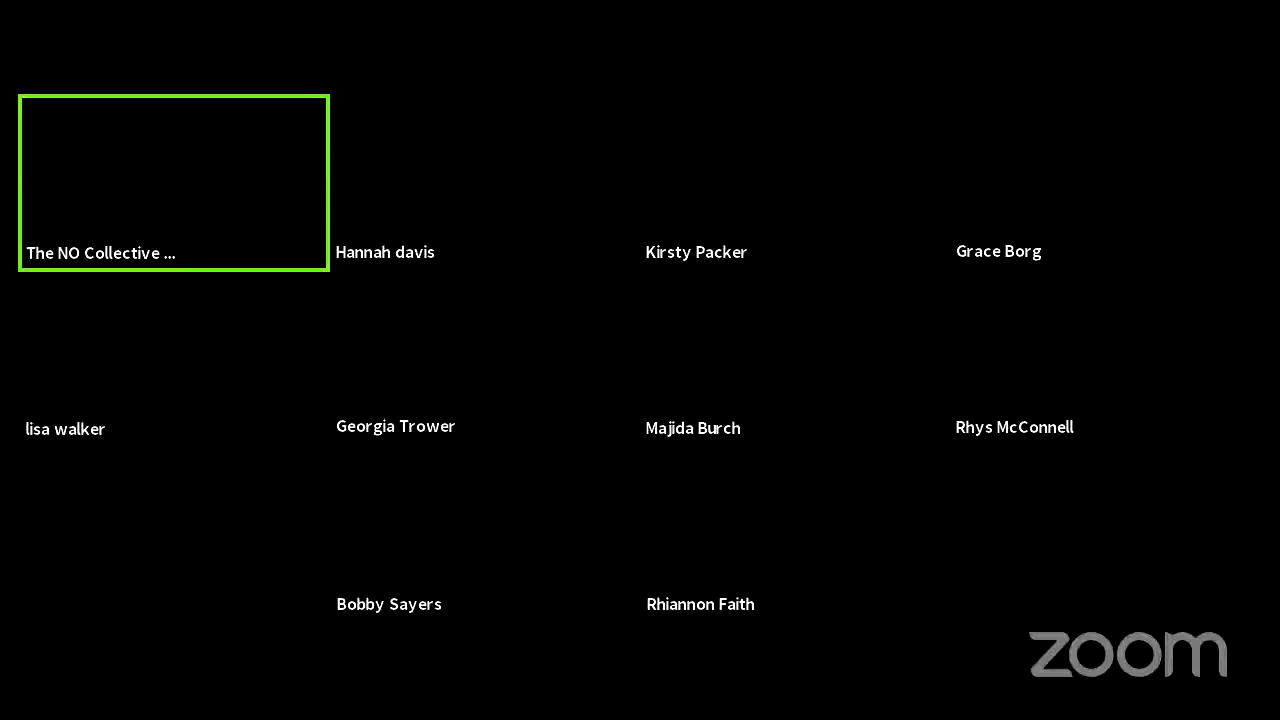 The NO Collective ...
Hannah davis
Kirsty Packer
Grace Borg
lisa walker
Georgia Trower
Majida Burch
Rhys McConnell
Bobby Sayers
Rhiannon Faith
zoom